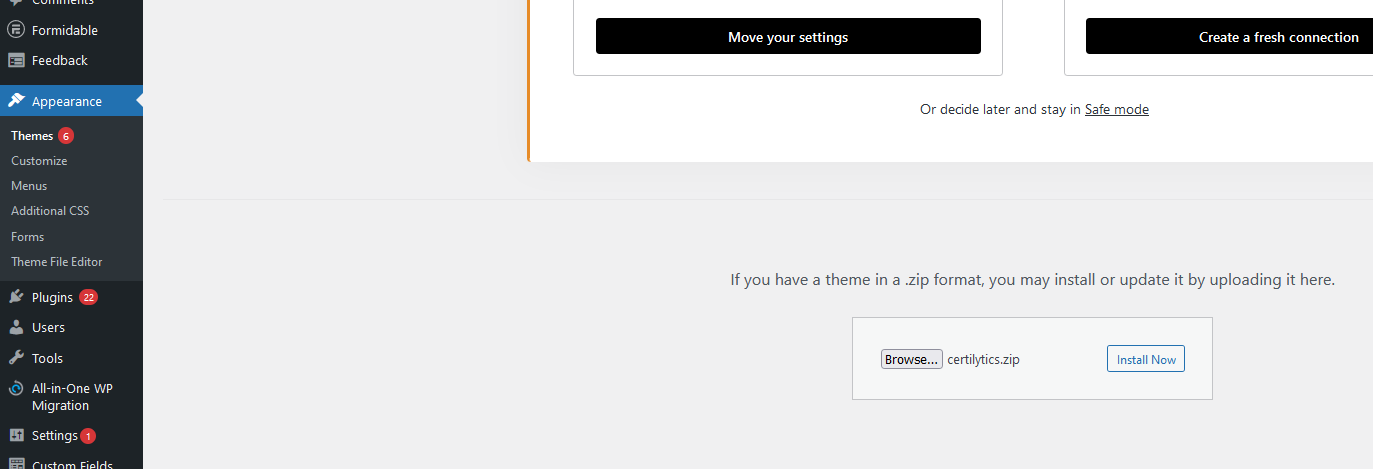 Comments
Formidable
Feedback
Appearance
Themes 6
Customize
Menus
Additional CSS
Forms
Theme File Editor
Plugins 22
Users
Tools
All-in-One WP
Migration
Settings 1
Custom Fields
Move your settings
Create a fresh connection
Or decide later and stay in Safe mode
If you have a theme in a .zip format, you may install or update it by uploading it here.
Browse... certilytics.zip Install Now